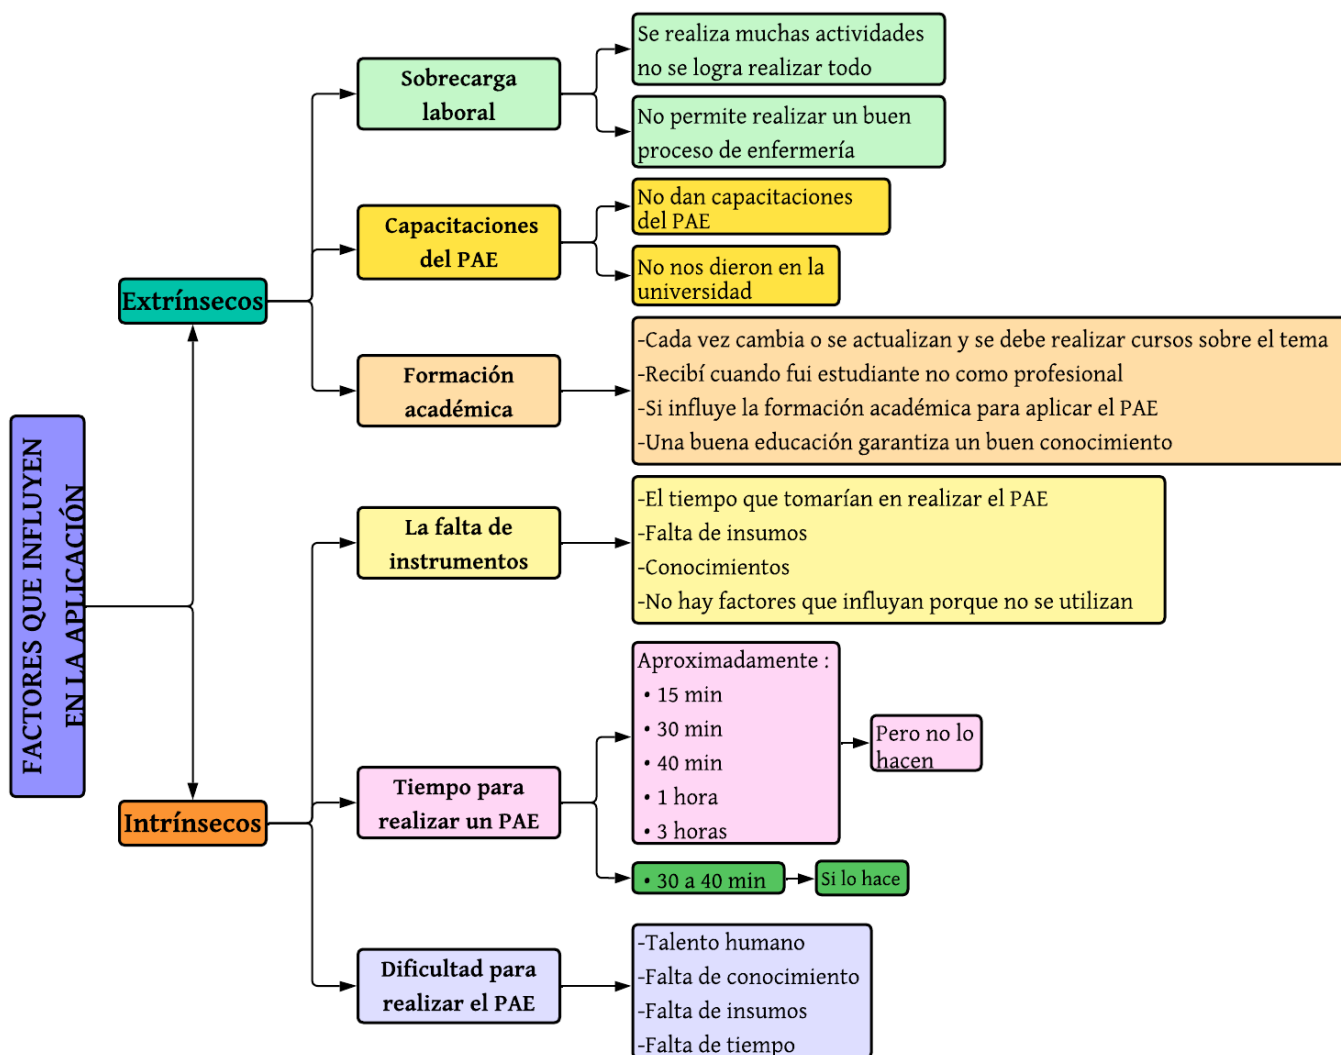 FACTORES QUE INFLUYEN
EN LA APLICACIÓN
Extrínsecos
Sobrecarga
laboral
Se realiza muchas actividades
no se logra realizar todo
No permite realizar un buen
proceso de enfermería
Capacitaciones
del PAE
No dan capacitaciones
del PAE
No nos dieron en la
universidad
Formación
académica
-Cada vez cambia o se actualizan y se debe realizar cursos sobre el tema
-Recibí cuando fui estudiante no como profesional
-Si influye la formación académica para aplicar el PAE
-Una buena educación garantiza un buen conocimiento
Intrínsecos
La falta de
instrumentos
-El tiempo que tomarían en realizar el PAE
-Falta de insumos
-Conocimientos
-No hay factores que influyan porque no se utilizan
Tiempo para
realizar un PAE
Aproximadamente :
• 15 min
• 30 min
• 40 min
• 1 hora
• 3 horas
Pero no lo
hacen
• 30 a 40 min
Si lo hace
Dificultad para
realizar el PAE
-Talento humano
-Falta de conocimiento
-Falta de insumos
-Falta de tiempo